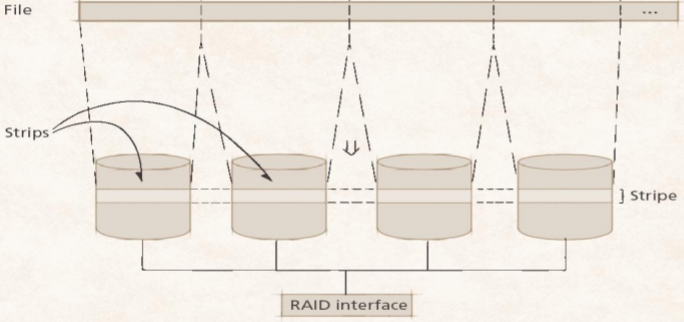 File
...
Strips
} Stripe
RAID interface